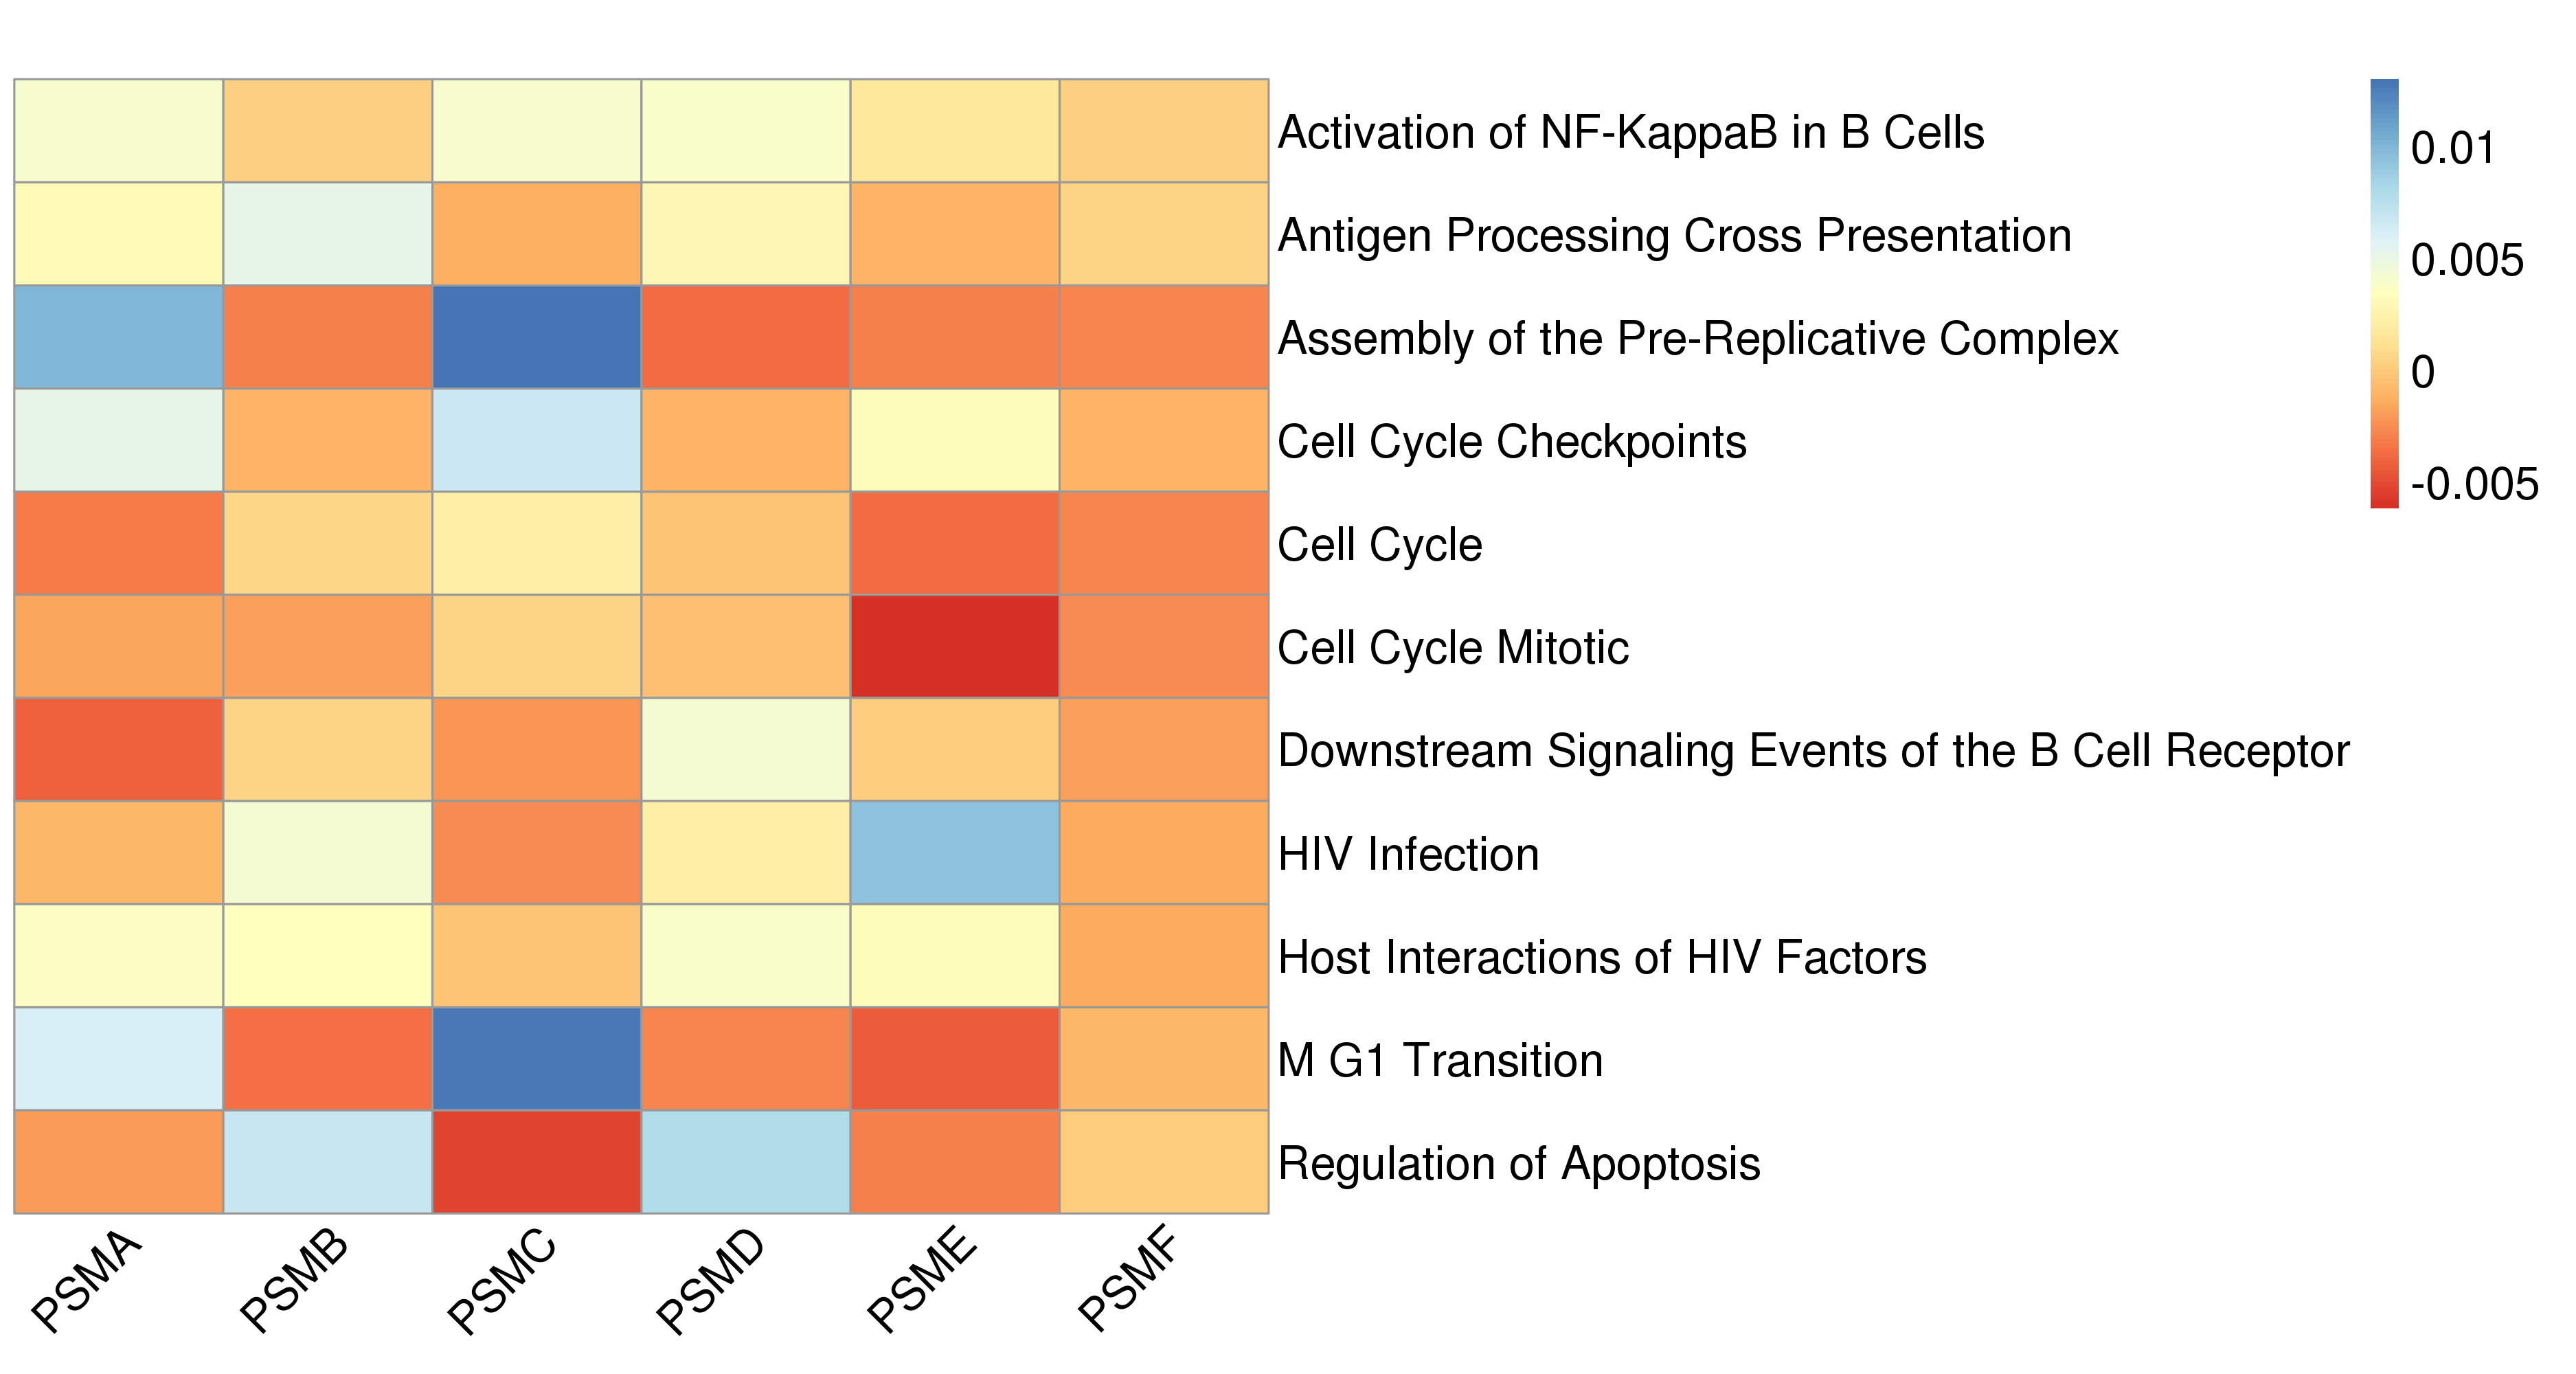 Activation of NF-KappaB in B Cells
Antigen Processing Cross Presentation
Assembly of the Pre-Replicative Complex
Cell Cycle Checkpoints
Cell Cycle
Cell Cycle Mitotic
Downstream Signaling Events of the B Cell Receptor
HIV Infection
Host Interactions of HIV Factors
M G1 Transition
Regulation of Apoptosis
PSMA
PSMB
PSMC
PSMD
PSME
PSMF
0.01
0.005
0
-0.005